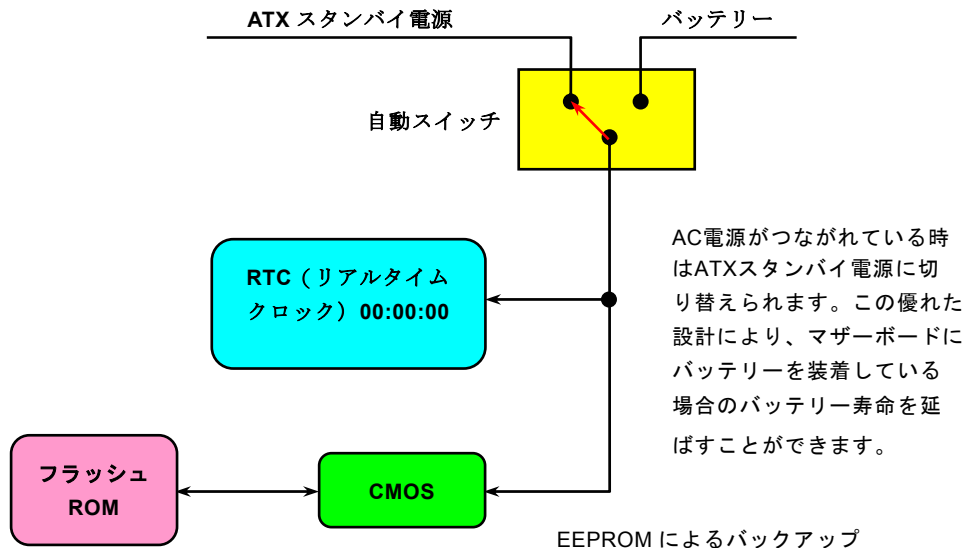 ATX スタンバイ電源
バッテリー
自動スイッチ
RTC（リアルタイム
クロック）00:00:00
AC電源がつながれている時
はATXスタンバイ電源に切
り替えられます。この優れた
設計により、マザーボードに
バッテリーを装着している
場合のバッテリー寿命を延
ばすことができます。
フラッシュ
ROM
CMOS
EEPROM によるバックアップ